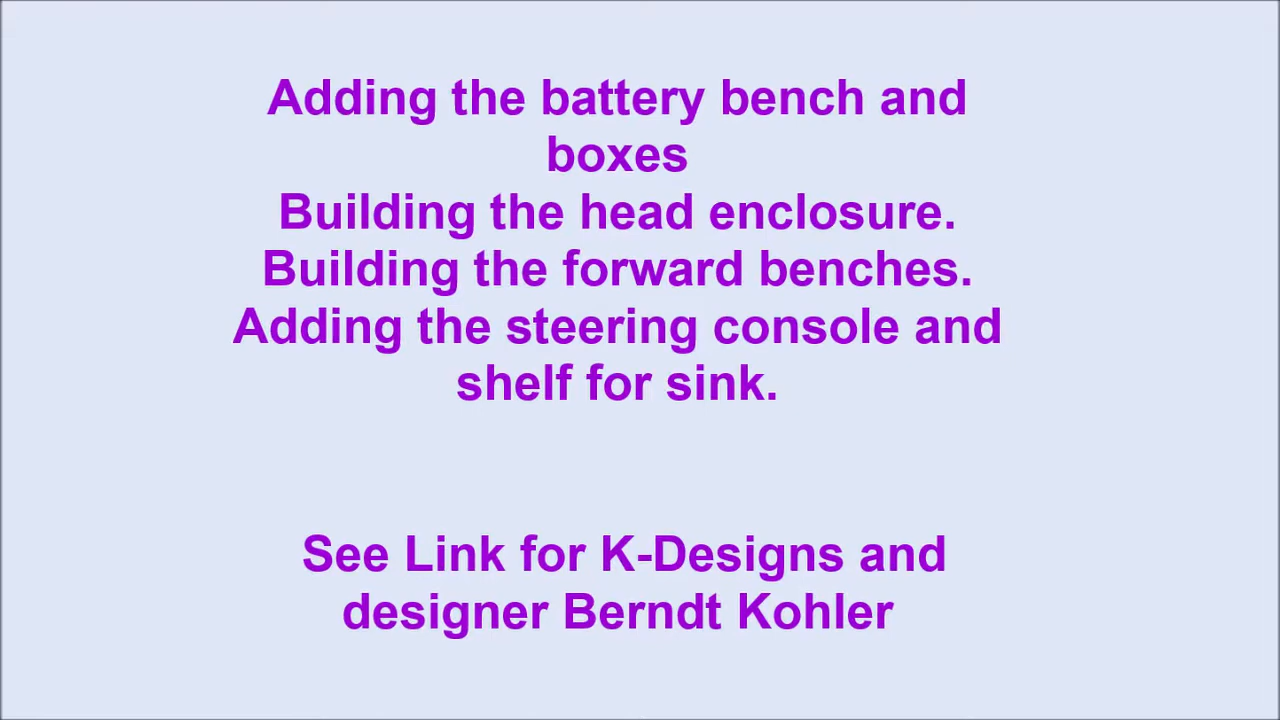 Adding the battery bench and
boxes
Building the head enclosure.
Building the forward benches.
Adding the steering console and
shelf for sink.
See Link for K-Designs and
designer Berndt Kohler